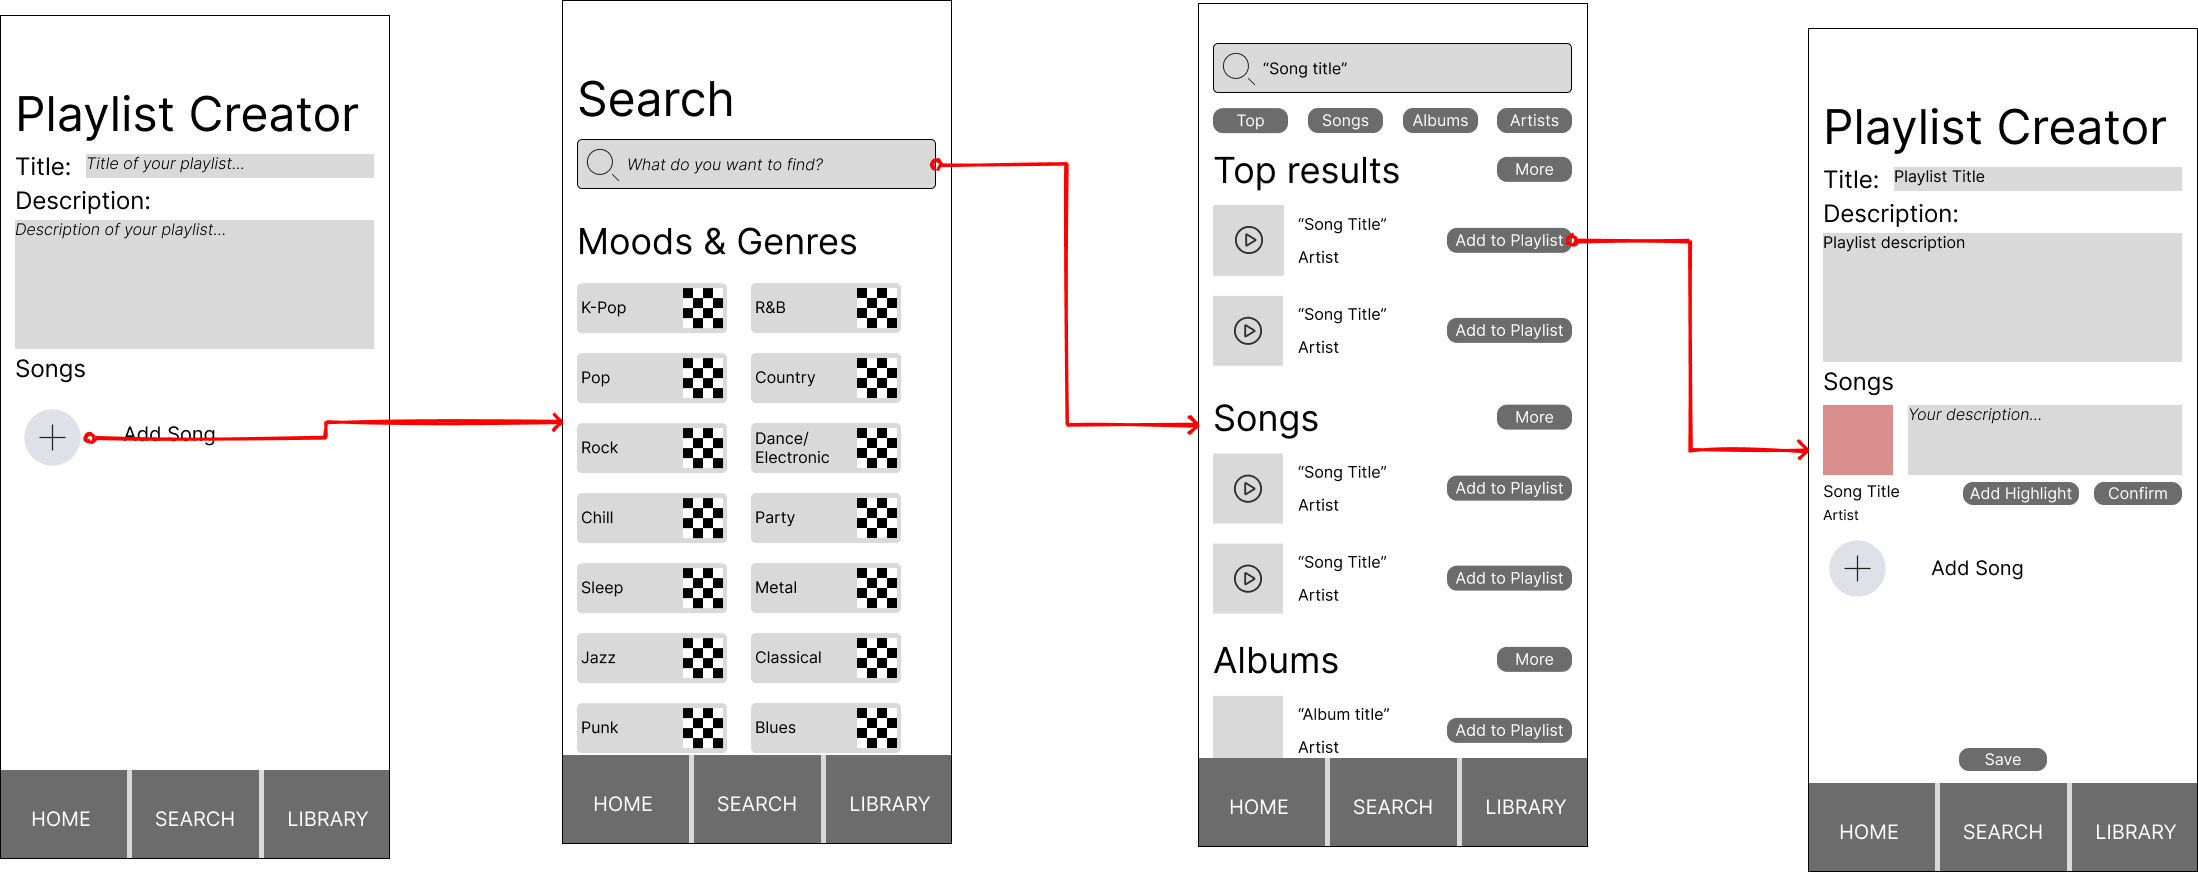 Playlist Creator
Title: Title of your playlist...
Description:
Description of your playlist...
Songs
Add Song
HOME SEARCH LIBRARY
Search
What do you want to find?
Moods & Genres
K-Pop R&B
Pop Country
Rock Dance/
Electronic
Chill Party
Sleep Metal
Jazz Classical
Punk Blues
HOME SEARCH LIBRARY
“Song title”
Top Songs Albums Artists
Top results More
“Song Title”
Add to Playlist
Artist
“Song Title”
Add to Playlist
Artist
Songs More
“Song Title”
Add to Playlist
Artist
“Song Title”
Add to Playlist
Artist
Albums More
“Album title”
Add to Playlist
Artist
HOME SEARCH LIBRARY
Playlist Creator
Title: Playlist Title
Description:
Playlist description
Songs
Your description...
Song Title Add Highlight Confirm
Artist
Add Song
Save
HOME SEARCH LIBRARY